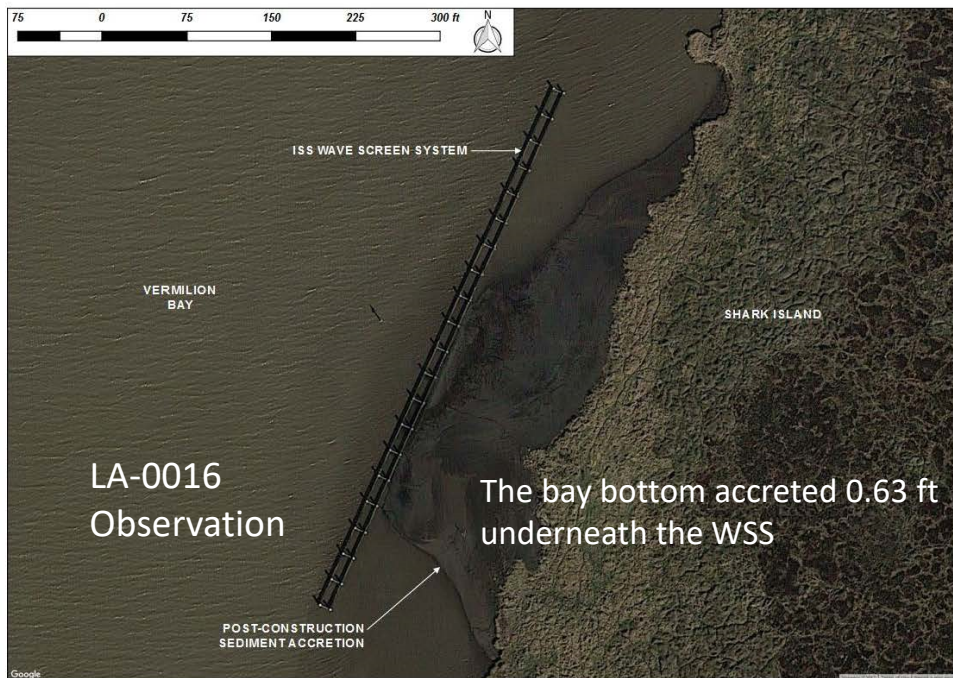 75 0 75 150 225 300 ft
N
ISS WAVE SCREEN SYSTEM
VERMILION
BAY
SHARK ISLAND
LA-0016
Observation
The bay bottom accreted 0.63 ft
underneath the WSS
POST-CONSTRUCTION
SEDIMENT ACCRETION
Google